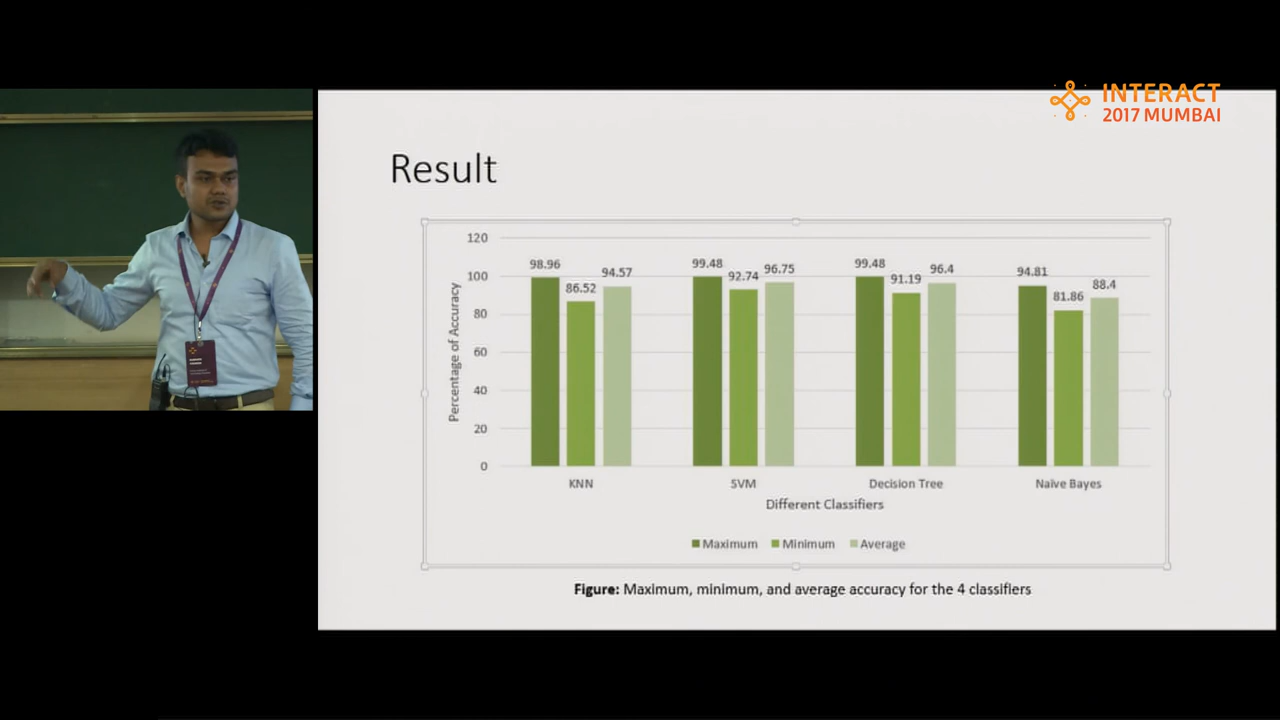 INTERACT
2017 MUMBAI
Result
120
100
80
60
40
20
0
Percentage of Accuracy
98.96
86.52
94.57
99.48
92.74
96.75
99.48
91.19
96.4
94.81
81.86
88.4
KNN
SVM
Decision Tree
Naïve Bayes
Different Classifiers
Maximum
Minimum
Average
Figure: Maximum, minimum, and average accuracy for the 4 classifiers